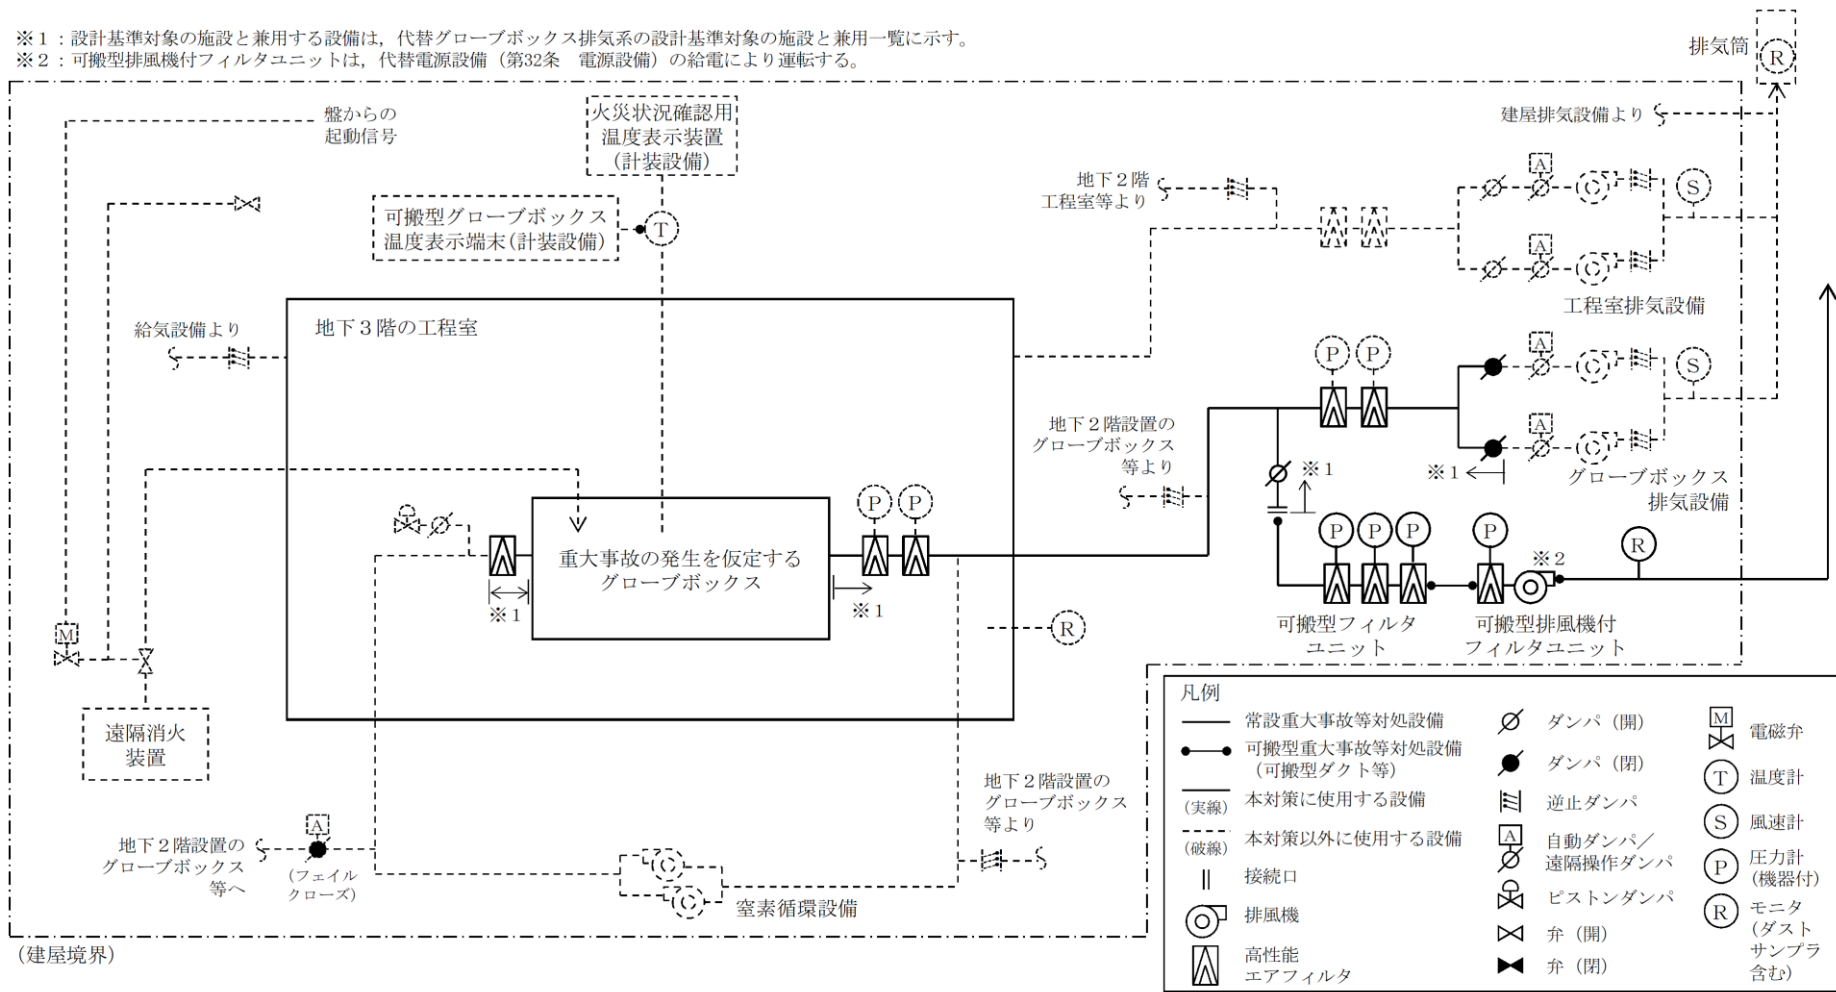 ※1：設計基準対象の施設と兼用する設備は，代替グローブボックス排気系の設計基準対象の施設と兼用一覧に示す。
※2：可搬型排風機付フィルタユニットは，代替電源設備（第32条　電源設備）の給電により運転する。
排気筒
R
盤からの
起動信号
火災状況確認用
温度表示装置
(計装設備)
建屋排気設備より
可搬型グローブボックス
温度表示端末(計装設備)
T
地下２階
工程室等より
A
S
A
工程室排気設備
給気設備より
地下３階の工程室
P
P
A
S
A
地下２階設置の
グローブボックス
等より
※1
※1
グローブボックス
排気設備
P
P
重大事故の発生を仮定する
グローブボックス
※1
※1
P
P
P
P
※2
R
可搬型フィルタ
ユニット
可搬型排風機付
フィルタユニット
R
M
遠隔消火
装置
地下２階設置の
グローブボックス
等へ
A
(フェイル
クローズ)
窒素循環設備
地下２階設置の
グローブボックス
等より
(建屋境界)
凡例
常設重大事故等対処設備
可搬型重大事故等対処設備
(可搬型ダクト等)
(実線)
本対策に使用する設備
(破線)
本対策以外に使用する設備
接続口
排風機
高性能
エアフィルタ
ダンパ（開）
ダンパ（閉）
逆止ダンパ
A
自動ダンパ／
遠隔操作ダンパ
ピストンダンパ
弁（開）
弁（閉）
M
電磁弁
T
温度計
S
風速計
P
圧力計
(機器付)
R
モニタ
(ダスト
サンプラ
含む)